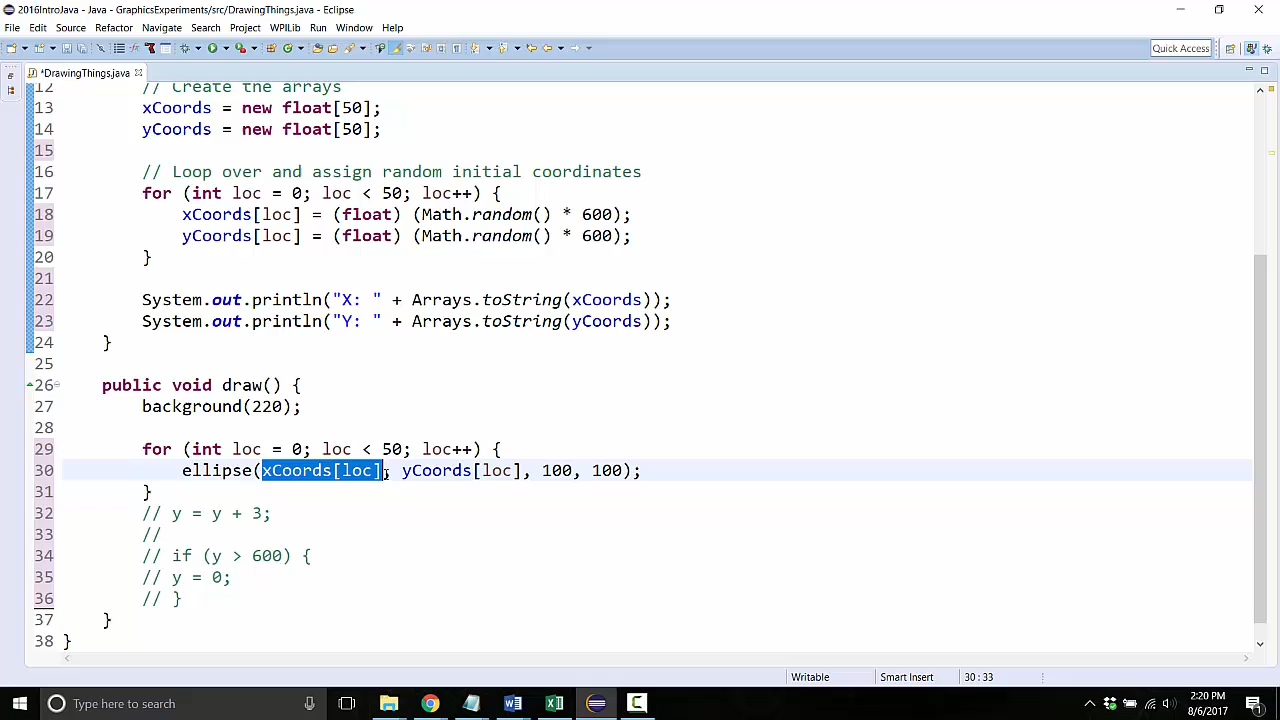 2016IntroJava - Java - GraphicsExperiments/src/DrawingThings.java - Eclipse
File Edit Source Refactor Navigate Search Project WPILib Run Window Help
Quick Access
*DrawingThings.java
12 // Create the arrays
13 xCoords = new float[50];
14 yCoords = new float[50];
15
16 // Loop over and assign random initial coordinates
17 for (int loc = 0; loc < 50; loc++) {
18 xCoords[loc] = (float) (Math.random() * 600);
19 yCoords[loc] = (float) (Math.random() * 600);
20 }
21
22 System.out.println("X: " + Arrays.toString(xCoords));
23 System.out.println("Y: " + Arrays.toString(yCoords));
24 }
25
26 public void draw() {
27 background(220);
28
29 for (int loc = 0; loc < 50; loc++) {
30 ellipse(xCoords[loc], yCoords[loc], 100, 100);
31 }
32 // y = y + 3;
33 //
34 // if (y > 600) {
35 // y = 0;
36 // }
37 }
38 }
Writable Smart Insert 30 : 33
Type here to search
2:20 PM
8/6/2017